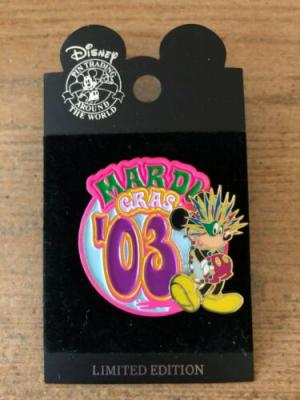 Disney
PIN TRADING
AROUND
THE WORLD
MARDI
GRAS
'03
LIMITED EDITION